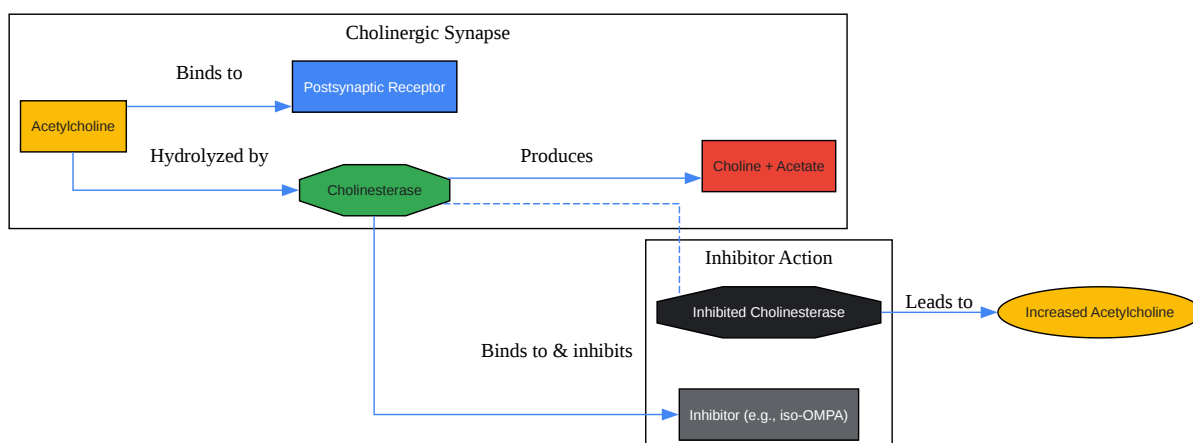 Cholinergic Synapse
Binds to
Postsynaptic Receptor
Acetylcholine
Hydrolyzed by
Produces
Choline + Acetate
Cholinesterase
Inhibitor Action
Inhibited Cholinesterase
Leads to
Increased Acetylcholine
Binds to & inhibits
Inhibitor (e.g., iso-OMPA)